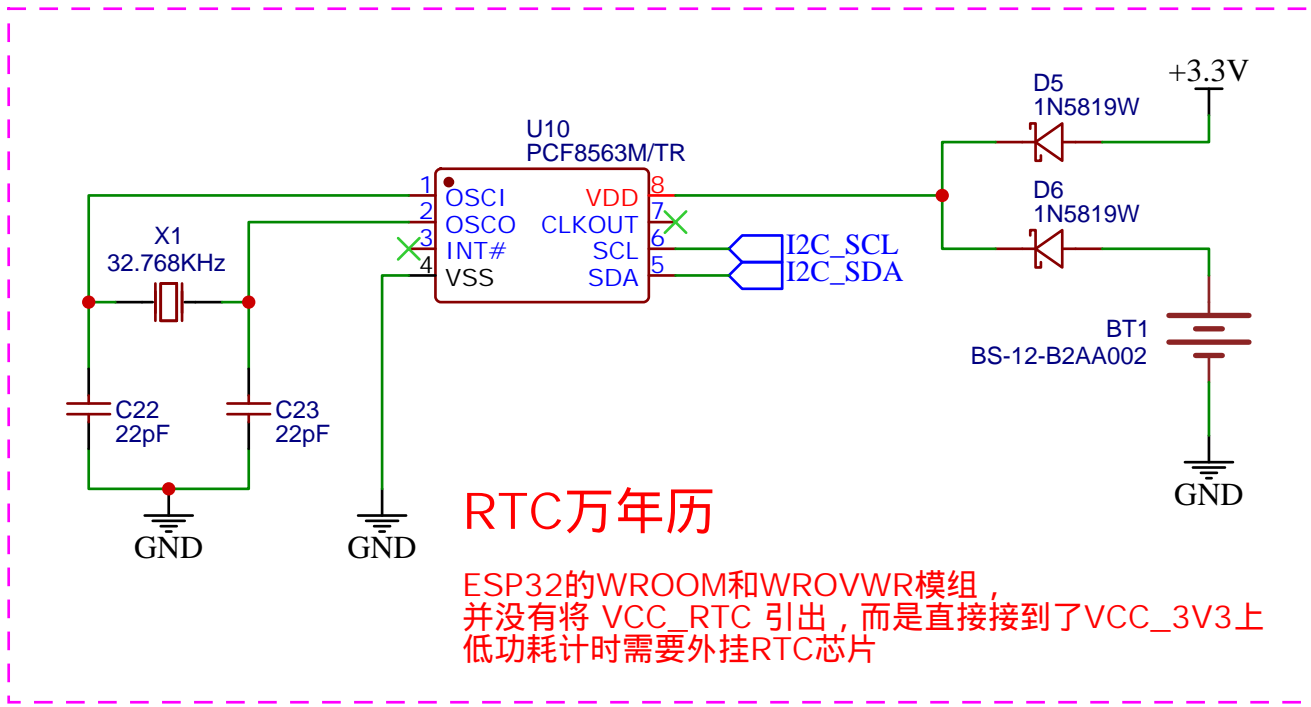 +3.3V
D5
1N5819W
U10
PCF8563M/TR
1
OSCI
VDD
8
D6
1N5819W
2
OSCO
CLKOUT
7
X1
32.768KHz
3
INT#
SCL
6
I2C_SCL
4
VSS
SDA
5
I2C_SDA
BT1
BS-12-B2AA002
C22
22pF
C23
22pF
GND
GND
GND
RTC万年历
ESP32的WROOM和WROVWR模组，
并没有将 VCC_RTC 引出，而是直接接到了VCC_3V3上
低功耗计时需要外挂RTC芯片